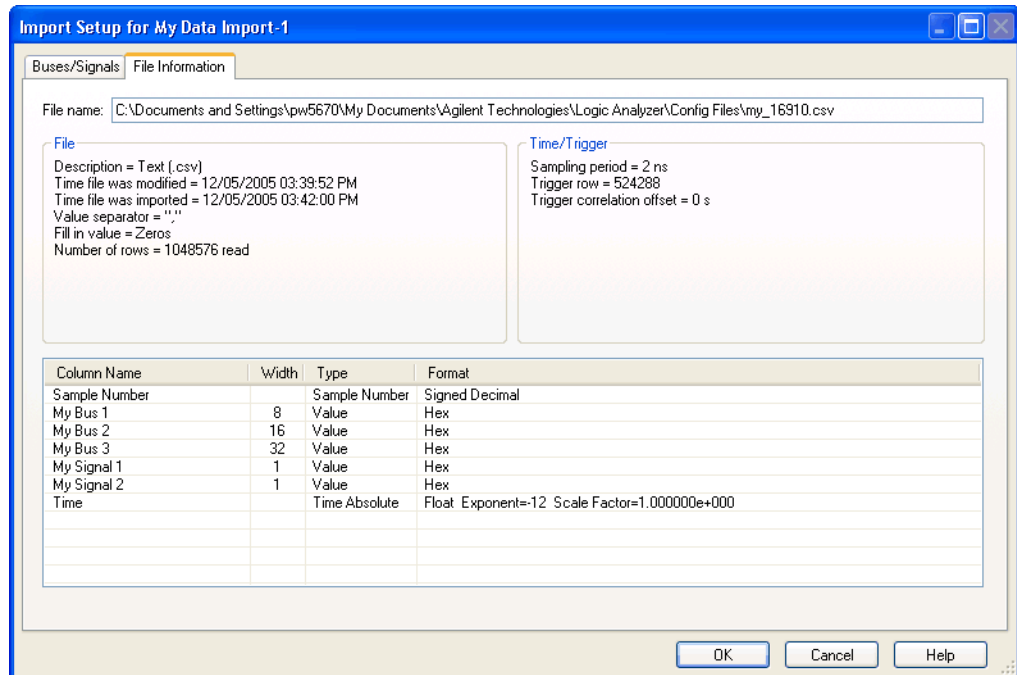 Import Setup for My Data Import-1
Buses/Signals File Information
File name: C:\Documents and Settings\pw5670\My Documents\Agilent Technologies\Logic Analyzer\Config Files\my_16910.csv
File
Description = Text (.csv)
Time file was modified = 12/05/2005 03:39:52 PM
Time file was imported = 12/05/2005 03:42:00 PM
Value separator = ","
Fill in value = Zeros
Number of rows = 1048576 read
Time/Trigger
Sampling period = 2 ns
Trigger row = 524288
Trigger correlation offset = 0 s
Column Name Width Type Format
Sample Number Sample Number Signed Decimal
My Bus 1 8 Value Hex
My Bus 2 16 Value Hex
My Bus 3 32 Value Hex
My Signal 1 1 Value Hex
My Signal 2 1 Value Hex
Time Time Absolute Float Exponent=-12 Scale Factor=1.000000e+000
OK Cancel Help